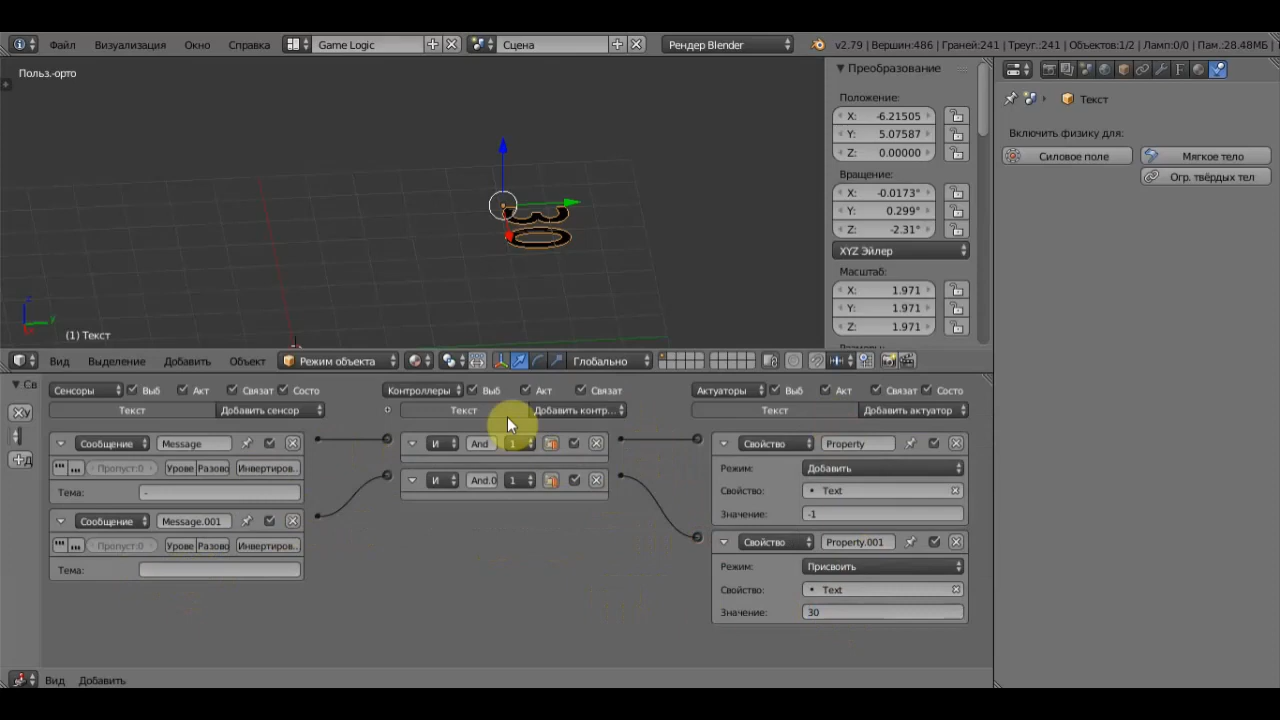 Файл Визуализация Окно Справка Game Logic Сцена Рендер Blender v2.79 | Вершин:486 | Граней:241 | Треуг.:241 | Объектов:1/2 | Ламп:0/0 | Пам.:28.48МБ |
Польз.-орто
Преобразование
Положение:
X: -6.21505
Y: 5.07587
Z: 0.00000
Вращение:
X: -0.0173°
Y: 0.299°
Z: -2.31°
XYZ Эйлер
Масштаб:
X: 1.971
Y: 1.971
Z: 1.971
Текст
Включить физику для:
Силовое поле Мягкое тело
Огр. твёрдых тел
30
(1) Текст
Вид Выделение Добавить Объект Режим объекта Глобально
Св
Сенсоры Выб Акт Связат Состо Контроллеры Выб Акт Связат Актуаторы Выб Акт Связат Состо
Текст Добавить сенсор Текст Добавить контр... Текст Добавить актуатор
Сообщение Message И And 1 Свойство Property
Пропуст:0 Урове Разово Инвертиров.. Режим: Добавить
Тема: - И And.0 1 Свойство: Text
Значение: -1
Сообщение Message.001 Свойство Property.001
Пропуст:0 Урове Разово Инвертиров.. Режим: Присвоить
Тема: Свойство: Text
Значение: 30
Вид Добавить